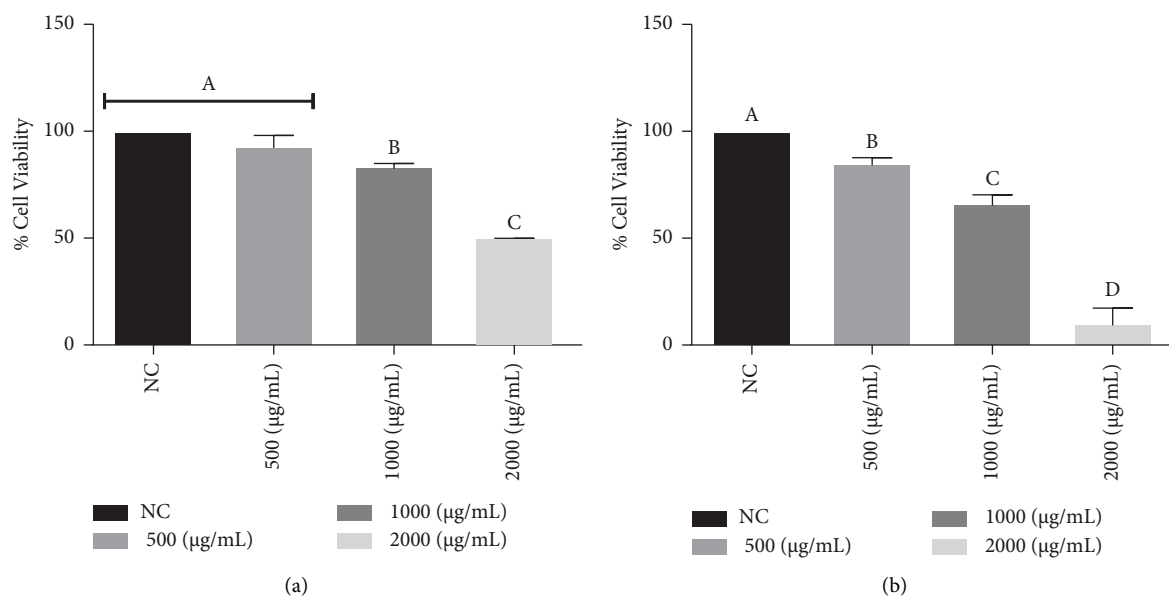 150
100
50
0
% Cell Viability
A
B
C
NC
500 (μg/mL)
1000 (μg/mL)
2000 (μg/mL)
NC
1000 (μg/mL)
500 (μg/mL)
2000 (μg/mL)
(a)
150
100
50
0
% Cell Viability
A
B
C
D
NC
500 (μg/mL)
1000 (μg/mL)
2000 (μg/mL)
NC
1000 (μg/mL)
500 (μg/mL)
2000 (μg/mL)
(b)